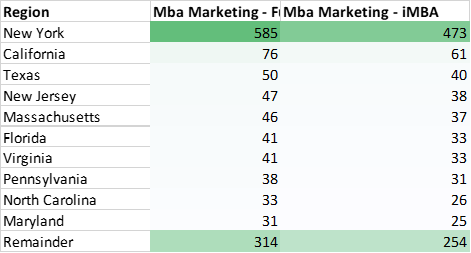 Region Mba Marketing - F Mba Marketing - iMBA
New York 585 473
California 76 61
Texas 50 40
New Jersey 47 38
Massachusetts 46 37
Florida 41 33
Virginia 41 33
Pennsylvania 38 31
North Carolina 33 26
Maryland 31 25
Remainder 314 254